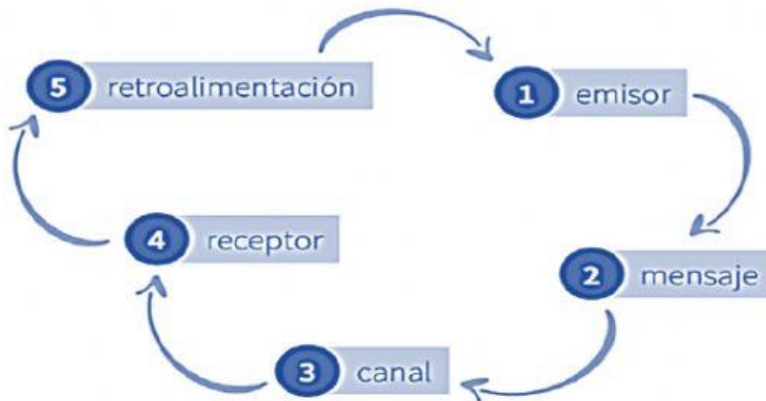 5 retroalimentación
1 emisor
4 receptor
2 mensaje
3 canal